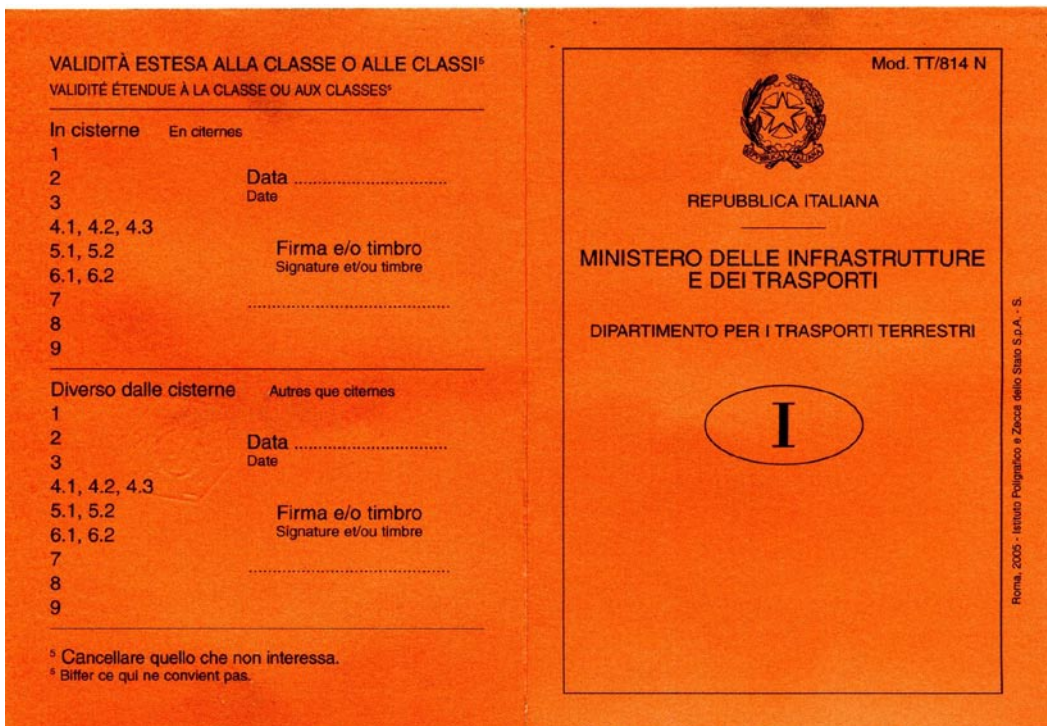 VALIDITÀ ESTESA ALLA CLASSE O ALLE CLASSI⁵
VALIDITÉ ÉTENDUE À LA CLASSE OU AUX CLASSES⁵
In cisterne En citernes
1
2
3
4.1, 4.2, 4.3
5.1, 5.2
6.1, 6.2
7
8
9
Data ....................................
Date
Firma e/o timbro
Signature et/ou timbre
................................................
Diverso dalle cisterne Autres que citernes
1
2
3
4.1, 4.2, 4.3
5.1, 5.2
6.1, 6.2
7
8
9
Data ....................................
Date
Firma e/o timbro
Signature et/ou timbre
................................................
⁵ Cancellare quello che non interessa.
⁵ Biffer ce qui ne convient pas.
Mod. TT/814 N
REPUBBLICA ITALIANA
REPUBBLICA ITALIANA
MINISTERO DELLE INFRASTRUTTURE
E DEI TRASPORTI
DIPARTIMENTO PER I TRASPORTI TERRESTRI
I
Roma, 2005 - Istituto Poligrafico e Zecca dello Stato S.p.A. - S.